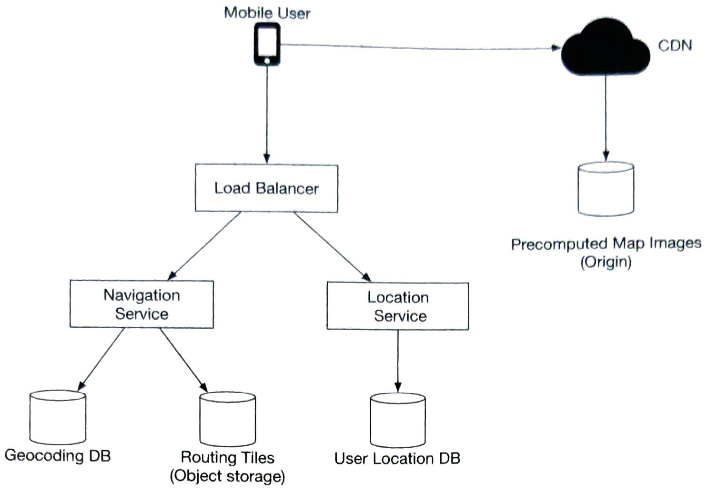 Mobile User
CDN
Load Balancer
Precomputed Map Images
(Origin)
Navigation
Service
Location
Service
Geocoding DB
Routing Tiles
(Object storage)
User Location DB